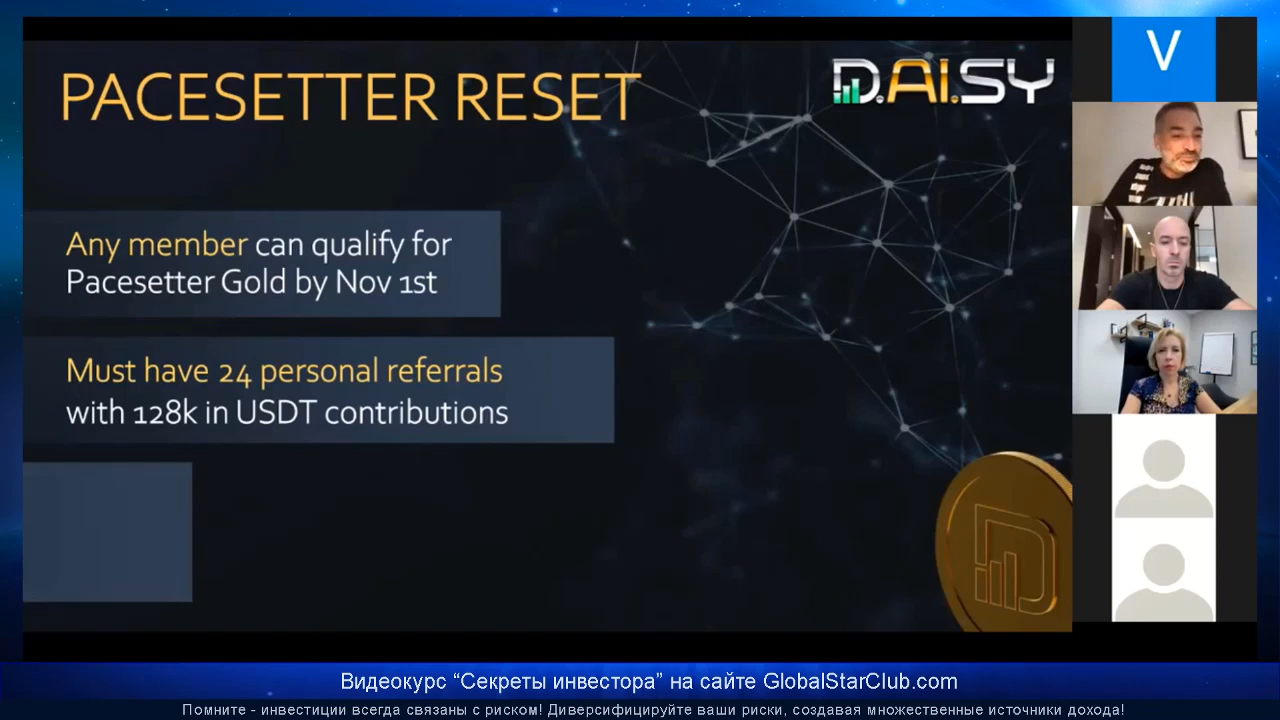 PACESETTER RESET
D.AI.SY
V
Any member can qualify for
Pacesetter Gold by Nov 1st
Must have 24 personal referrals
with 128k in USDT contributions
Видеокурс “Секреты инвестора” на сайте GlobalStarClub.com
Помните - инвестиции всегда связаны с риском! Диверсифицируйте ваши риски, создавая множественные источники дохода!